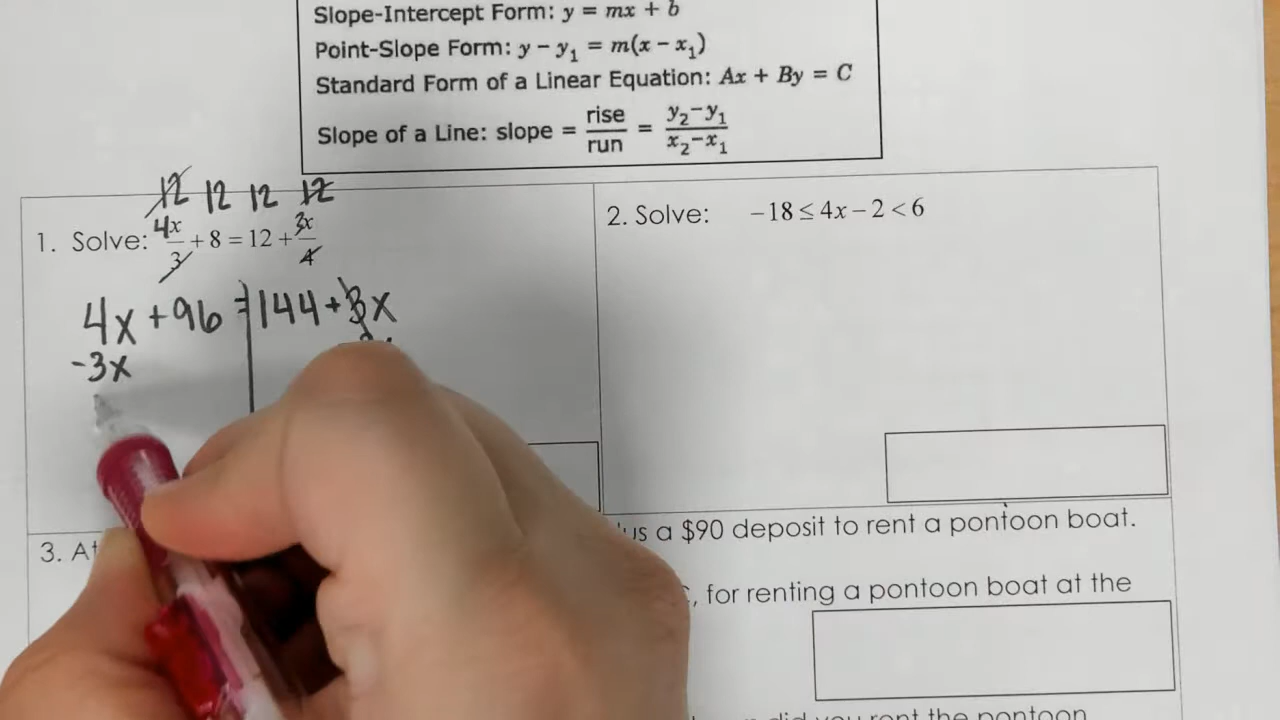 Slope-Intercept Form: y = mx + b
Point-Slope Form: y − y₁ = m(x − x₁)
Standard Form of a Linear Equation: Ax + By = C
Slope of a Line: slope = rise/run = (y₂−y₁)/(x₂−x₁)
12 12 12 12
1. Solve: 4x/3 + 8 = 12 + 3x/4
4x + 96 = 144 + 3x
-3x
2. Solve: −18 ≤ 4x − 2 < 6
3. At
us a $90 deposit to rent a pontoon boat.
, for renting a pontoon boat at the
did you rent the pontoon